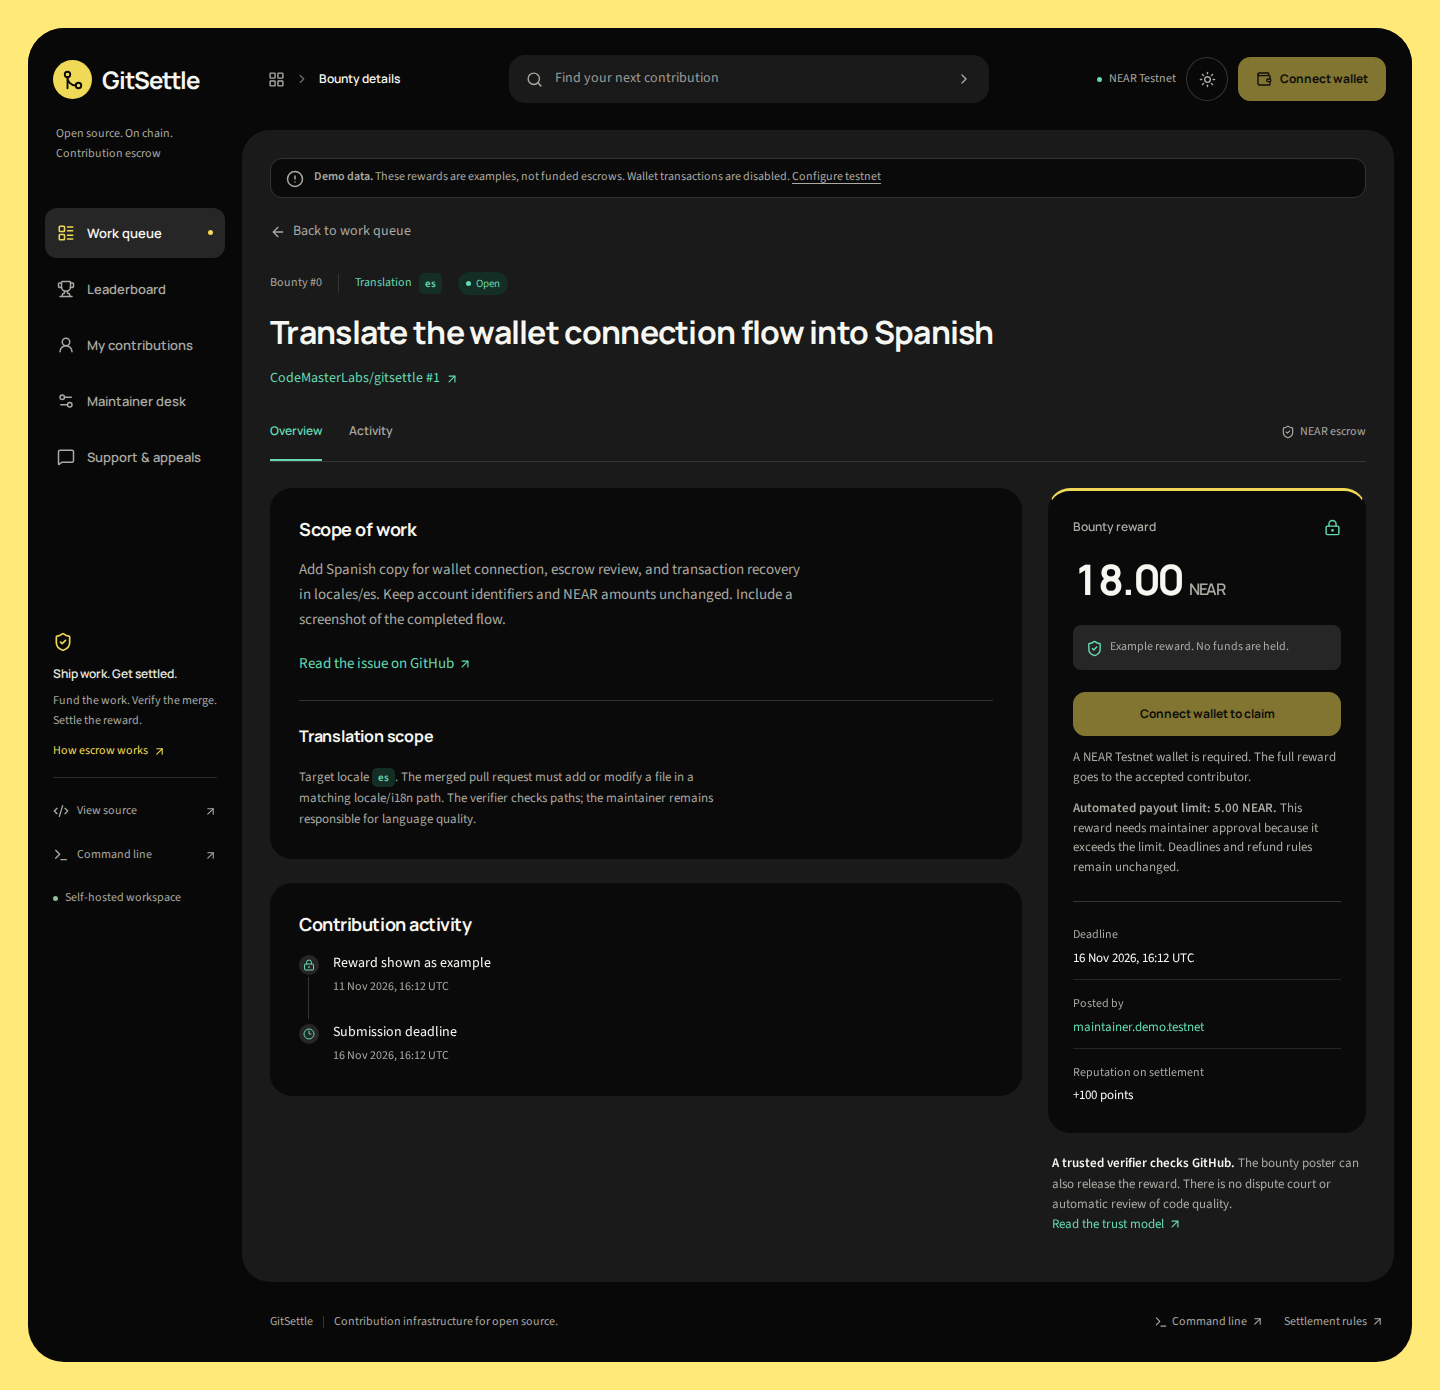 GitSettle
Open source. On chain.
Contribution escrow
Work queue
Leaderboard
My contributions
Maintainer desk
Support & appeals
Ship work. Get settled.
Fund the work. Verify the merge.
Settle the reward.
How escrow works
View source
Command line
Self-hosted workspace
Bounty details
Find your next contribution
NEAR Testnet
Connect wallet
Demo data. These rewards are examples, not funded escrows. Wallet transactions are disabled. Configure testnet
Back to work queue
Bounty #0
Translation es
Open
Translate the wallet connection flow into Spanish
CodeMasterLabs/gitsettle #1
Overview
Activity
NEAR escrow
Scope of work
Add Spanish copy for wallet connection, escrow review, and transaction recovery
in locales/es. Keep account identifiers and NEAR amounts unchanged. Include a
screenshot of the completed flow.
Read the issue on GitHub
Translation scope
Target locale es. The merged pull request must add or modify a file in a
matching locale/i18n path. The verifier checks paths; the maintainer remains
responsible for language quality.
Contribution activity
Reward shown as example
11 Nov 2026, 16:12 UTC
Submission deadline
16 Nov 2026, 16:12 UTC
Bounty reward
18.00 NEAR
Example reward. No funds are held.
Connect wallet to claim
A NEAR Testnet wallet is required. The full reward
goes to the accepted contributor.
Automated payout limit: 5.00 NEAR. This
reward needs maintainer approval because it
exceeds the limit. Deadlines and refund rules
remain unchanged.
Deadline
16 Nov 2026, 16:12 UTC
Posted by
maintainer.demo.testnet
Reputation on settlement
+100 points
A trusted verifier checks GitHub. The bounty poster can
also release the reward. There is no dispute court or
automatic review of code quality.
Read the trust model
GitSettle
Contribution infrastructure for open source.
Command line
Settlement rules